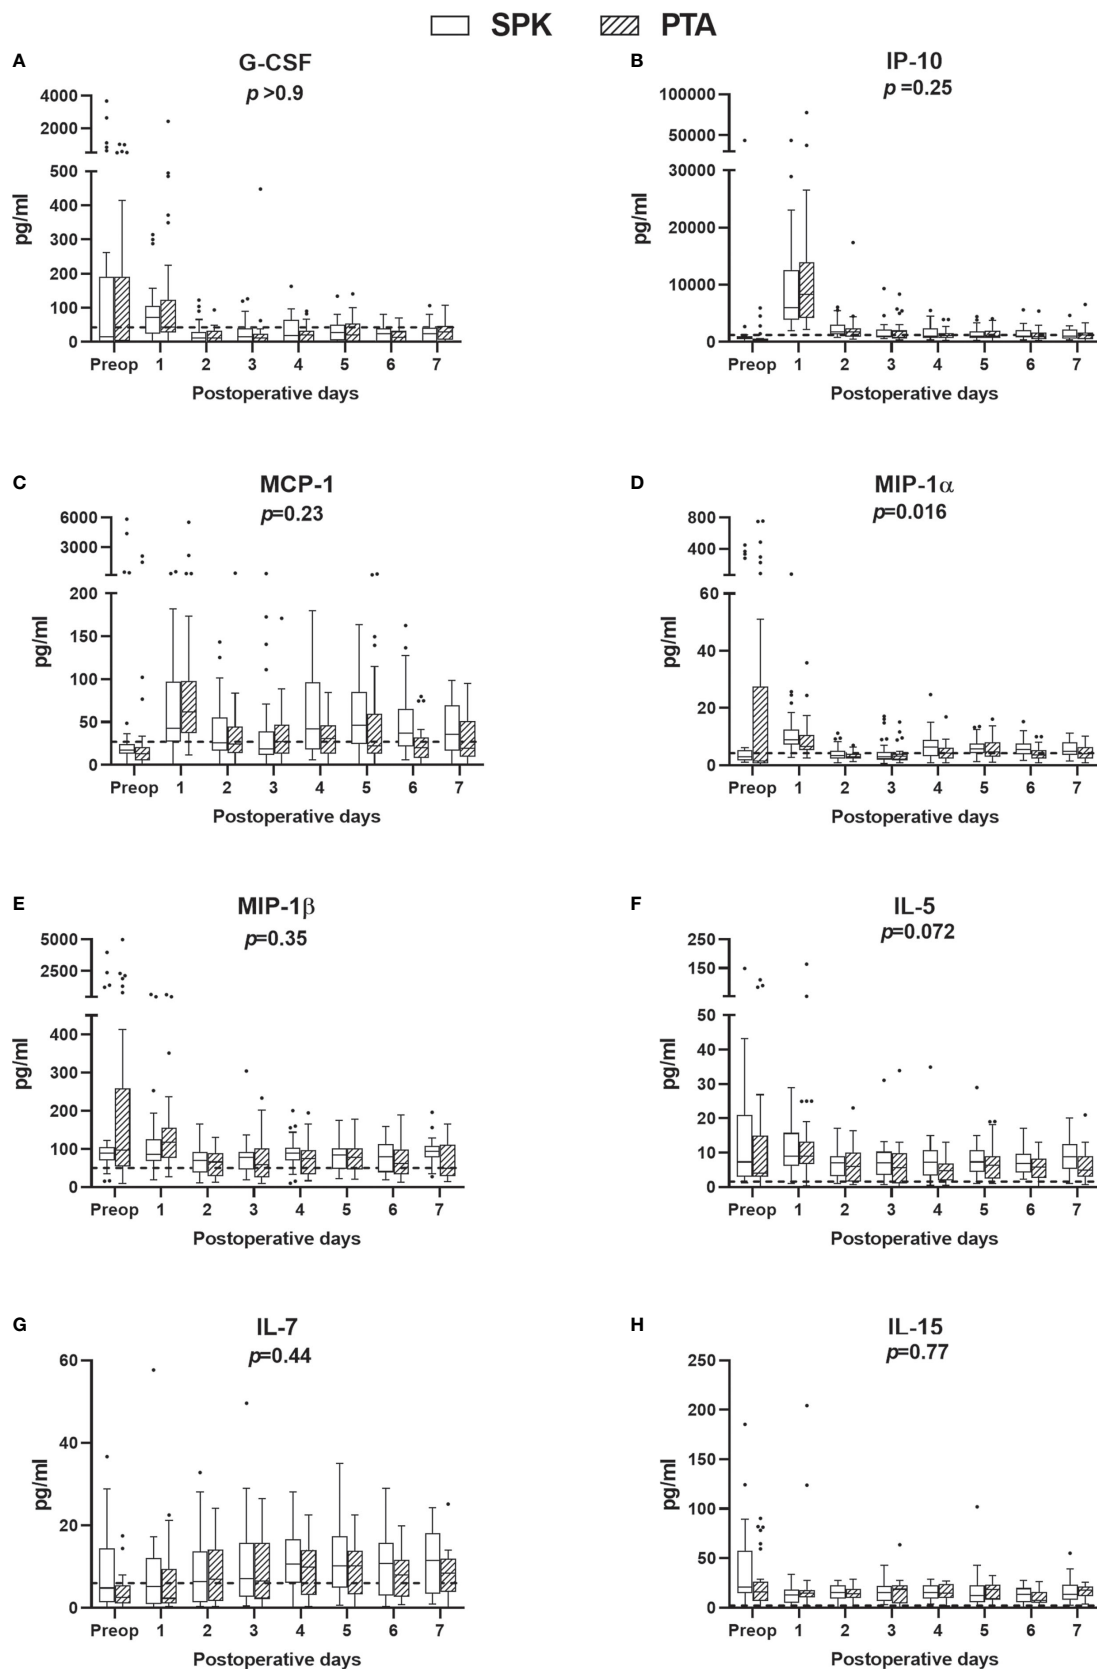 SPK PTA
A
G-CSF
p >0.9
4000
2000
500
400
300
200
100
0
pg/ml
Preop 1 2 3 4 5 6 7
Postoperative days
B
IP-10
p =0.25
100000
50000
30000
20000
10000
0
pg/ml
Preop 1 2 3 4 5 6 7
Postoperative days
C
MCP-1
p=0.23
6000
3000
200
150
100
50
0
pg/ml
Preop 1 2 3 4 5 6 7
Postoperative days
D
MIP-1α
p=0.016
800
400
60
40
20
0
pg/ml
Preop 1 2 3 4 5 6 7
Postoperative days
E
MIP-1β
p=0.35
5000
2500
400
300
200
100
0
pg/ml
Preop 1 2 3 4 5 6 7
Postoperative days
F
IL-5
p=0.072
250
150
50
40
30
20
10
0
pg/ml
Preop 1 2 3 4 5 6 7
Postoperative days
G
IL-7
p=0.44
60
40
20
0
pg/ml
Preop 1 2 3 4 5 6 7
Postoperative days
H
IL-15
p=0.77
250
200
150
100
50
0
pg/ml
Preop 1 2 3 4 5 6 7
Postoperative days